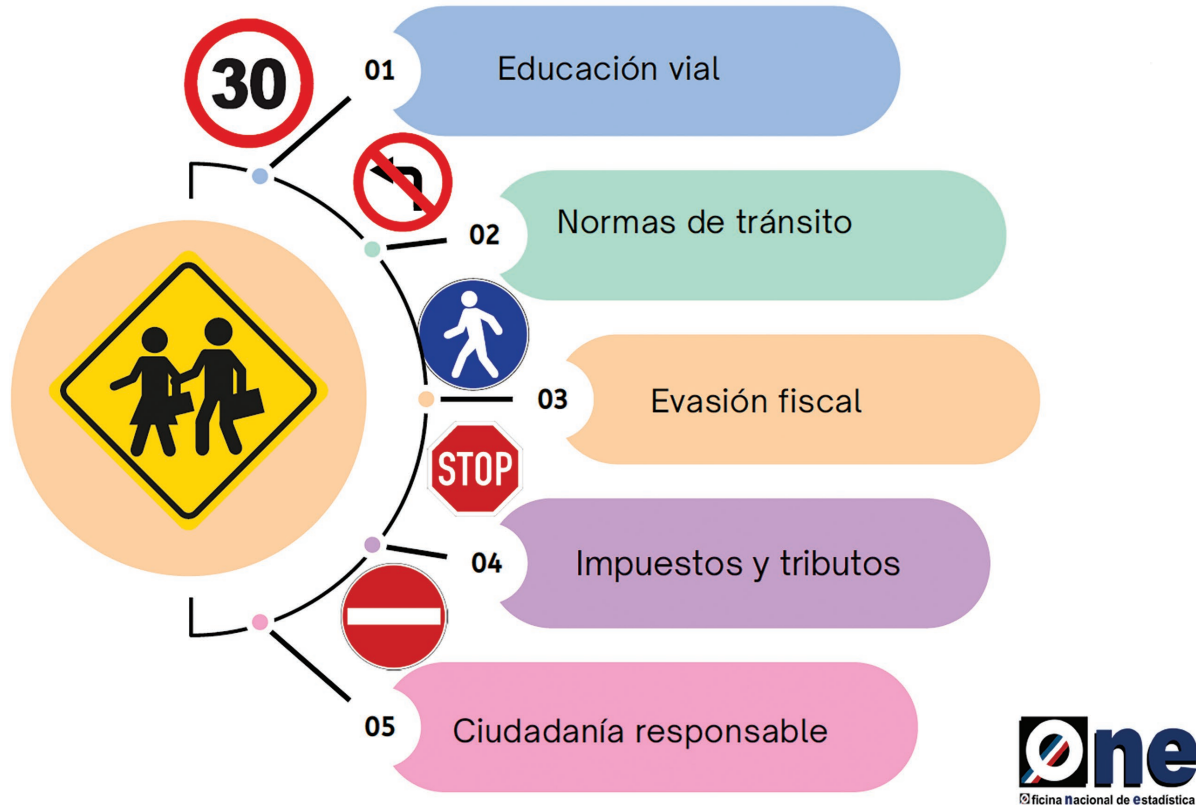 30
01
Educación vial
02
Normas de tránsito
03
Evasión fiscal
STOP
04
Impuestos y tributos
05
Ciudadanía responsable
One
Oficina nacional de estadística